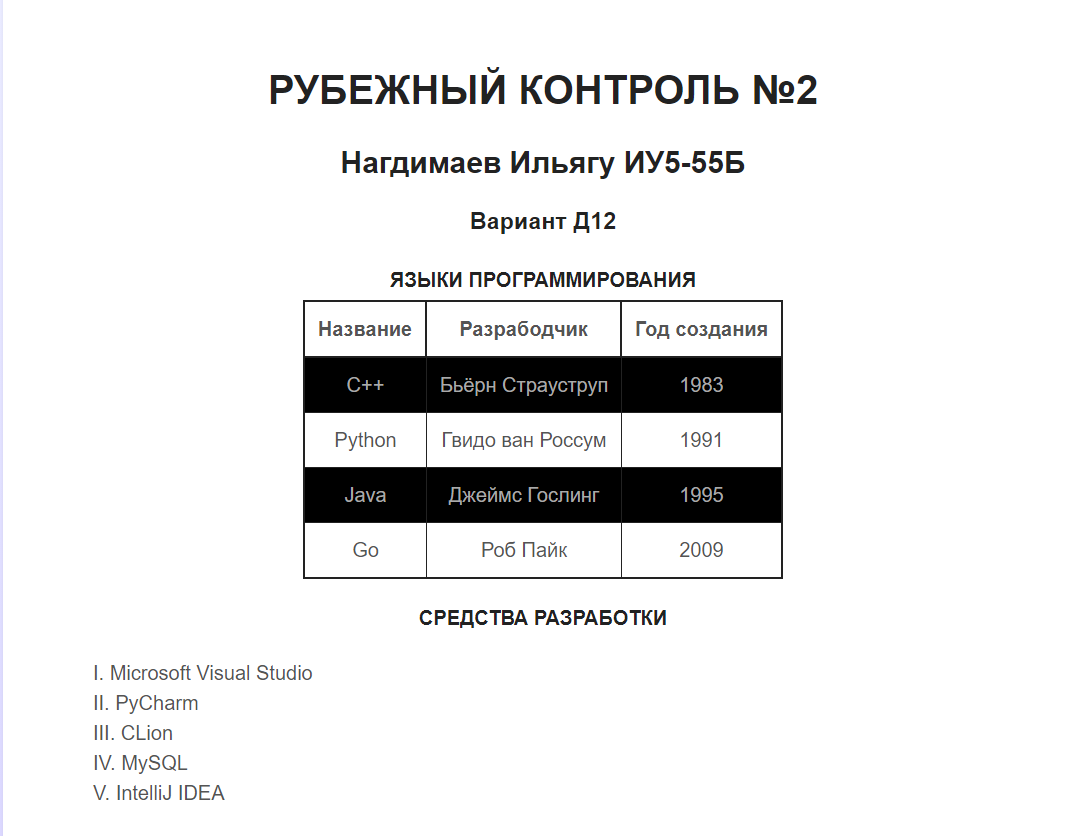 РУБЕЖНЫЙ КОНТРОЛЬ №2
Нагдимаев Ильягу ИУ5-55Б
Вариант Д12
ЯЗЫКИ ПРОГРАММИРОВАНИЯ
Название Разрабодчик Год создания
C++ Бьёрн Страуструп 1983
Python Гвидо ван Россум 1991
Java Джеймс Гослинг 1995
Go Роб Пайк 2009
СРЕДСТВА РАЗРАБОТКИ
I. Microsoft Visual Studio
II. PyCharm
III. CLion
IV. MySQL
V. IntelliJ IDEA